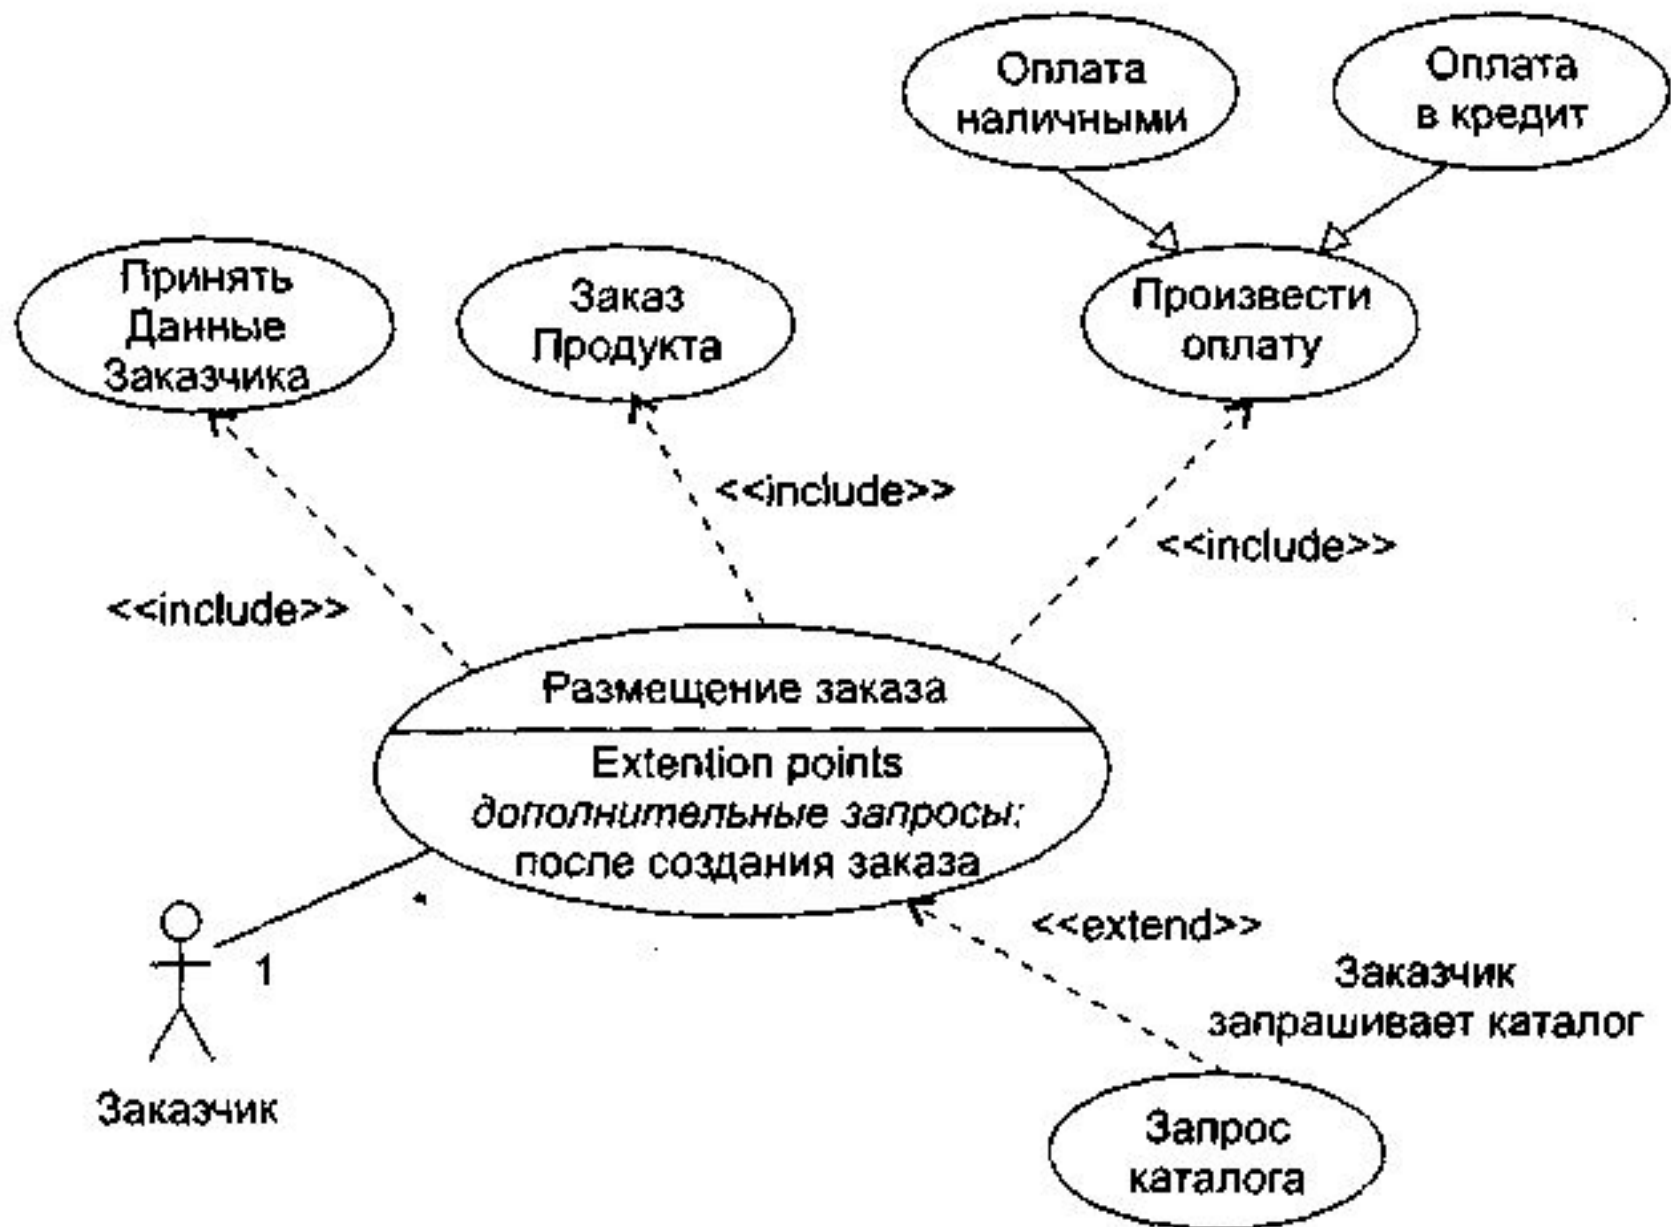 Оплата
наличными
Оплата
в кредит
Принять
Данные
Заказчика
Заказ
Продукта
Произвести
оплату
<<include>>
<<include>>
<<include>>
Размещение заказа
Extention points
дополнительные запросы:
после создания заказа
*
1
Заказчик
<<extend>>
Заказчик
запрашивает каталог
Запрос
каталога